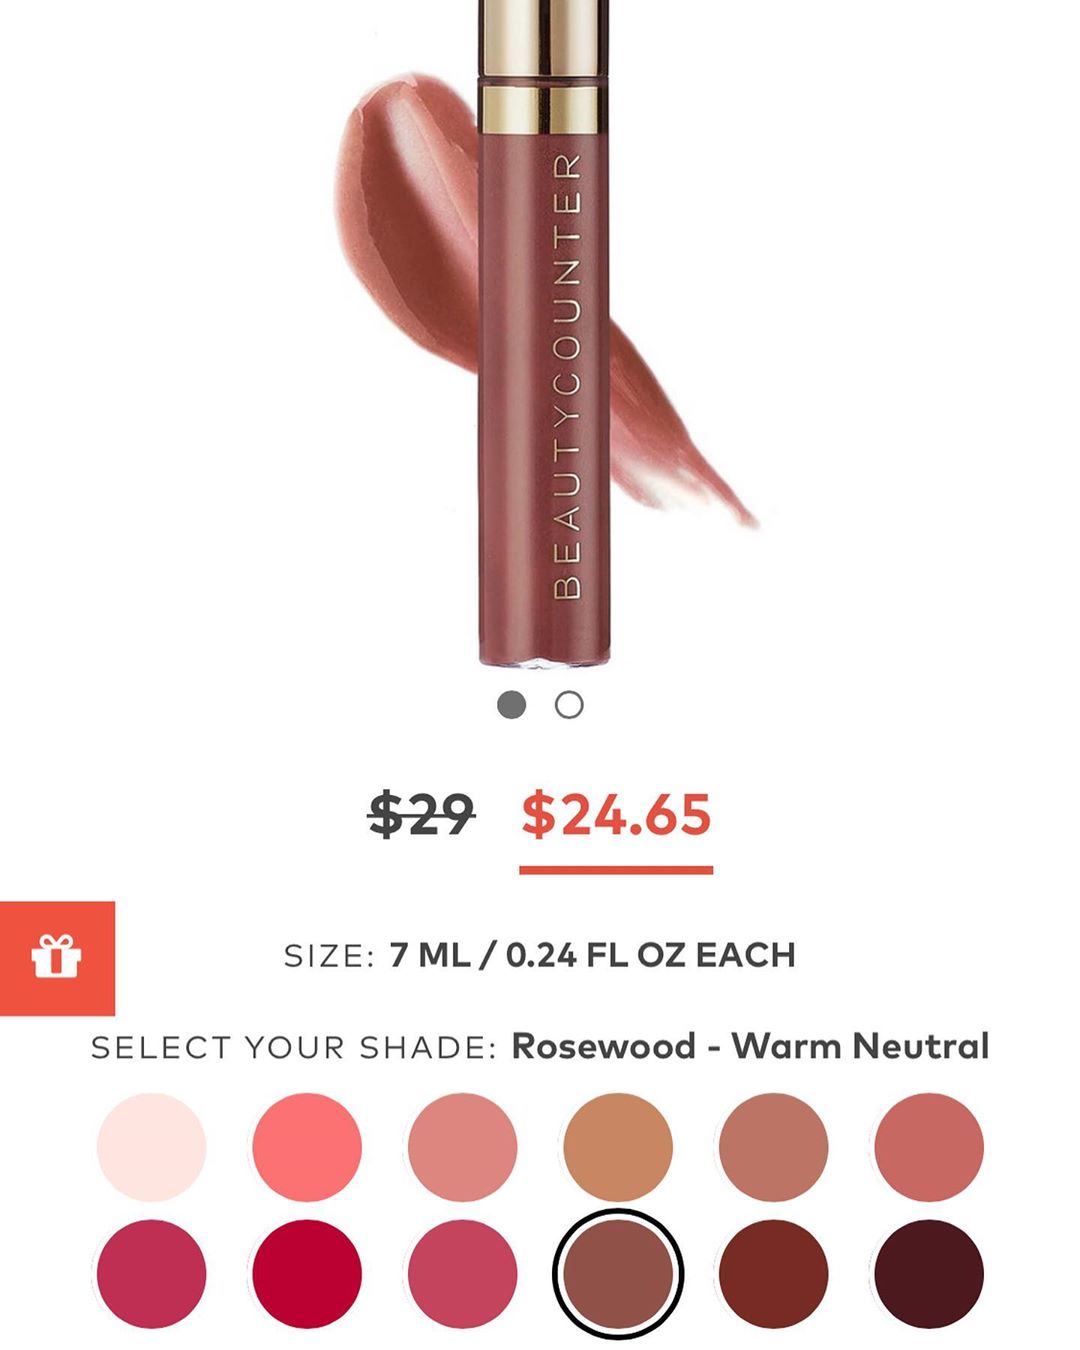 BEAUTYCOUNTER
$29 $24.65
SIZE: 7 ML / 0.24 FL OZ EACH
SELECT YOUR SHADE: Rosewood - Warm Neutral